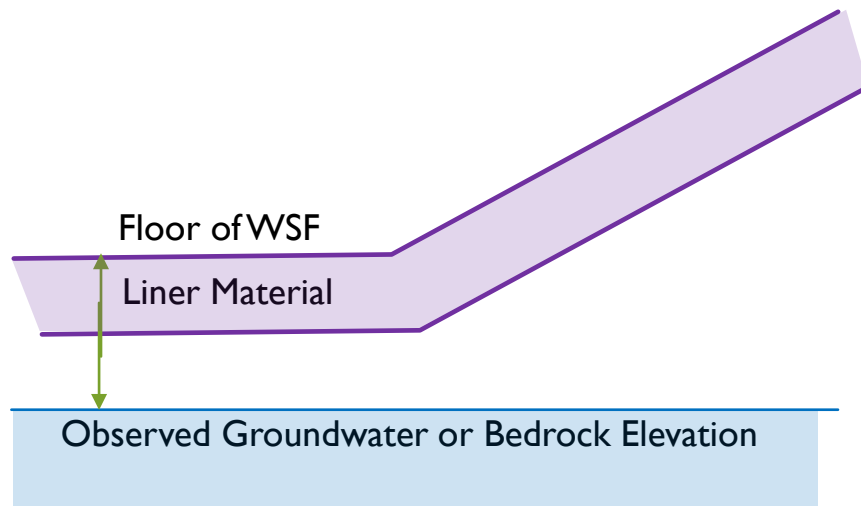 Floor of WSF
Liner Material
Observed Groundwater or Bedrock Elevation